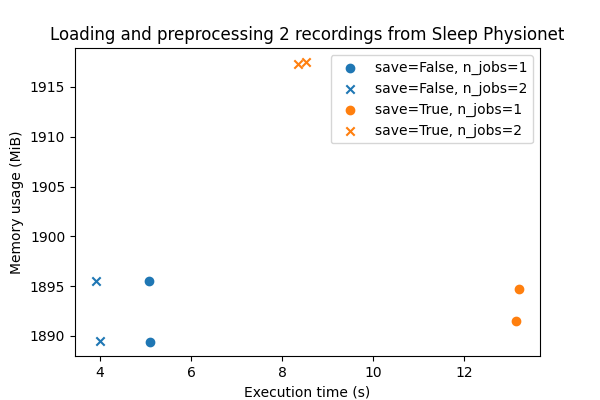 Loading and preprocessing 2 recordings from Sleep Physionet
save=False, n_jobs=1
save=False, n_jobs=2
save=True, n_jobs=1
save=True, n_jobs=2
Memory usage (MiB)
1915
1910
1905
1900
1895
1890
4 6 8 10 12
Execution time (s)